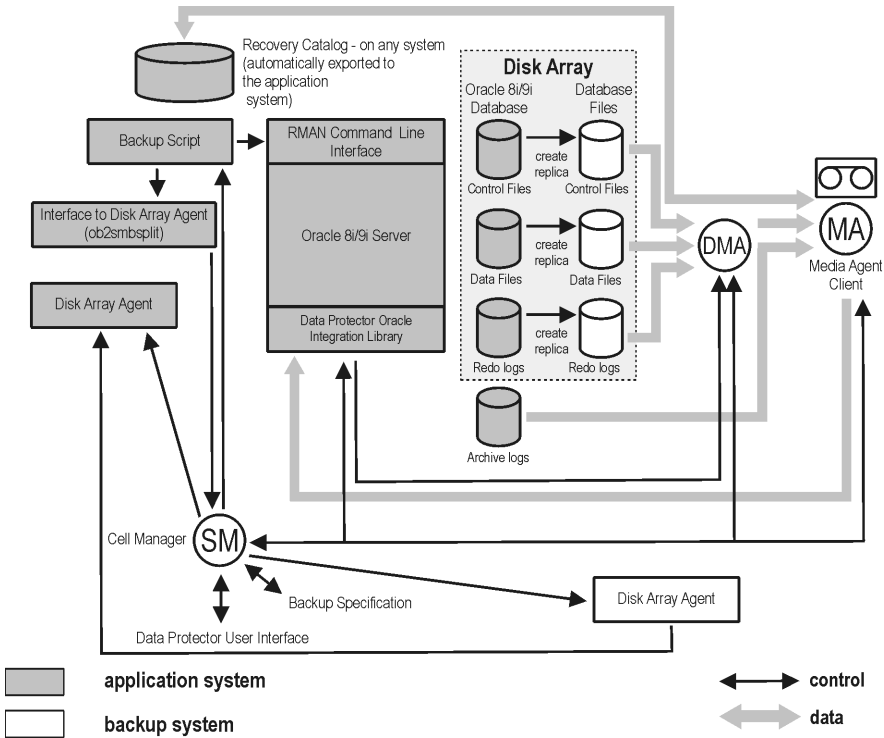 Recovery Catalog - on any system
(automatically exported to
the application
system)
Disk Array
Oracle 8i/9i
Database
Database
Files
Backup Script
RMAN Command Line
Interface
create
replica
Control Files
Control Files
Interface to Disk Array Agent
(ob2smbsplit)
Oracle 8i/9i Server
create
replica
Data Files
Data Files
DMA
MA
Media Agent
Client
Disk Array Agent
Data Protector Oracle
Integration Library
create
replica
Redo logs
Redo logs
Archive logs
Cell Manager
SM
Backup Specification
Disk Array Agent
Data Protector User Interface
application system
control
backup system
data